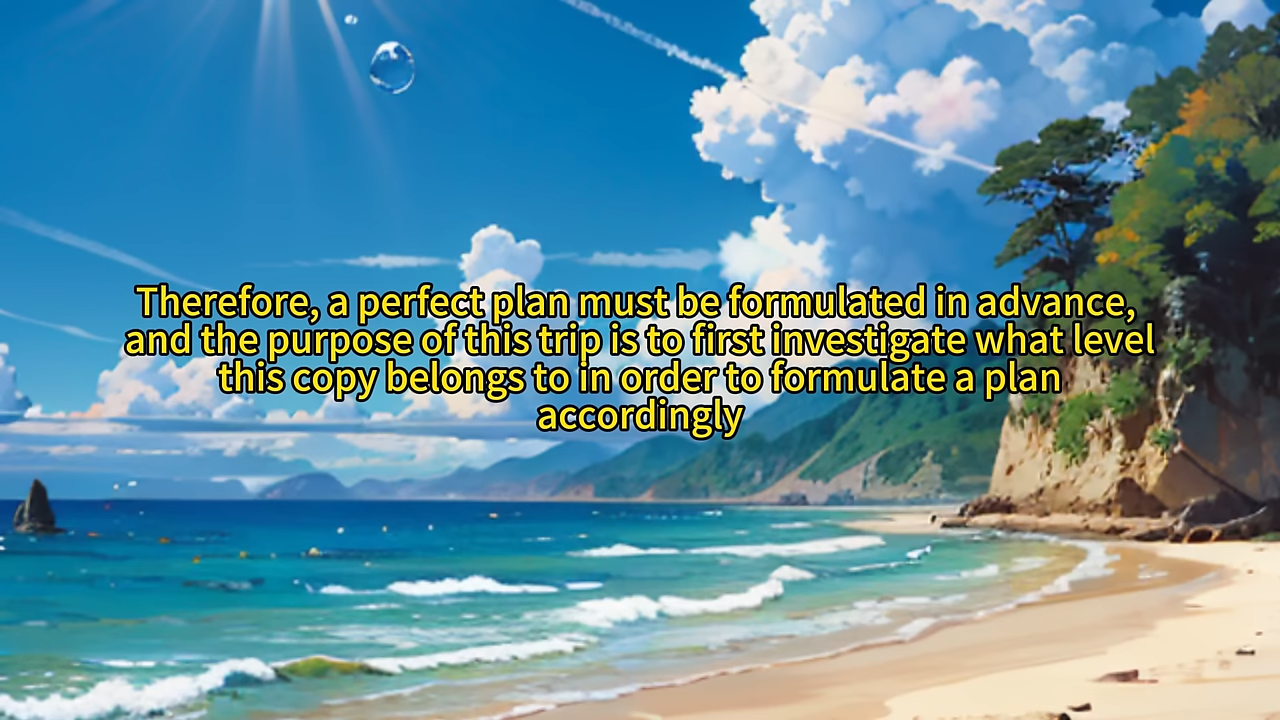 Therefore, a perfect plan must be formulated in advance,
and the purpose of this trip is to first investigate what level
this copy belongs to in order to formulate a plan
accordingly